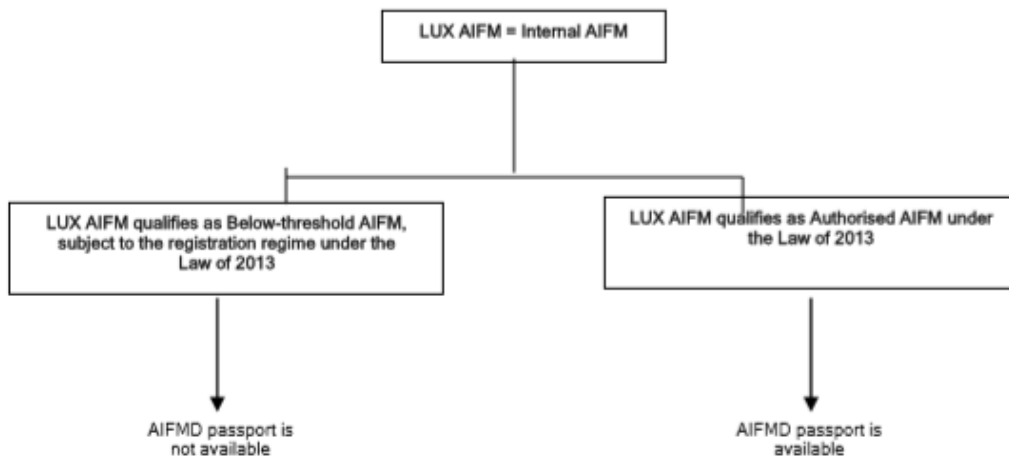 LUX AIFM = Internal AIFM
LUX AIFM qualifies as Below-threshold AIFM,
subject to the registration regime under the
Law of 2013
LUX AIFM qualifies as Authorised AIFM under
the Law of 2013
AIFMD passport is
not available
AIFMD passport is
available